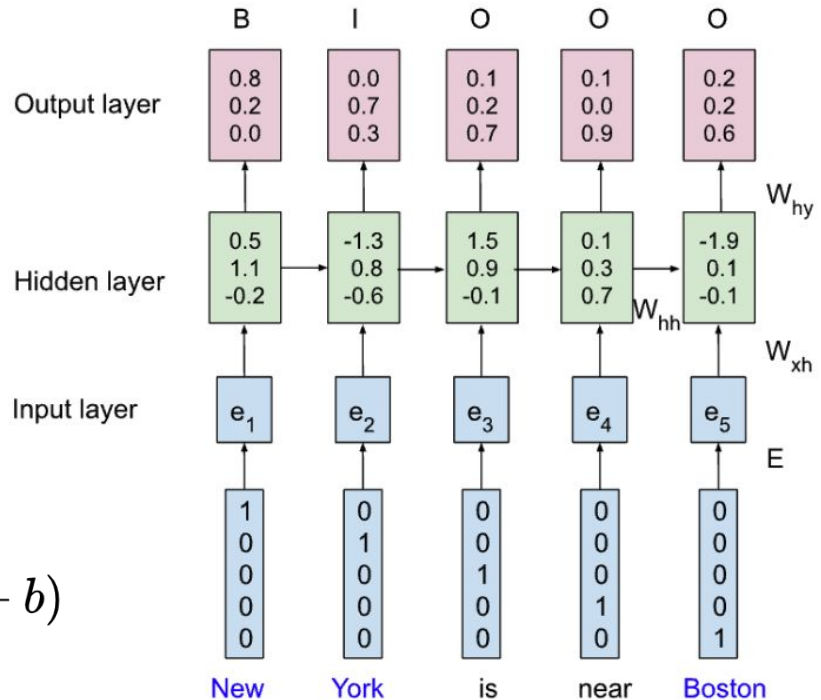 B I O O O
Output layer
0.8 0.0 0.1 0.1 0.2
0.2 0.7 0.2 0.0 0.2
0.0 0.3 0.7 0.9 0.6
W_hy
Hidden layer
0.5 -1.3 1.5 0.1 -1.9
1.1 0.8 0.9 0.3 0.1
-0.2 -0.6 -0.1 0.7 -0.1
W_hh
W_xh
Input layer
e_1 e_2 e_3 e_4 e_5
E
1 0 0 0 0
0 1 0 0 0
0 0 1 0 0
0 0 0 1 0
0 0 0 0 1
b)
New York is near Boston